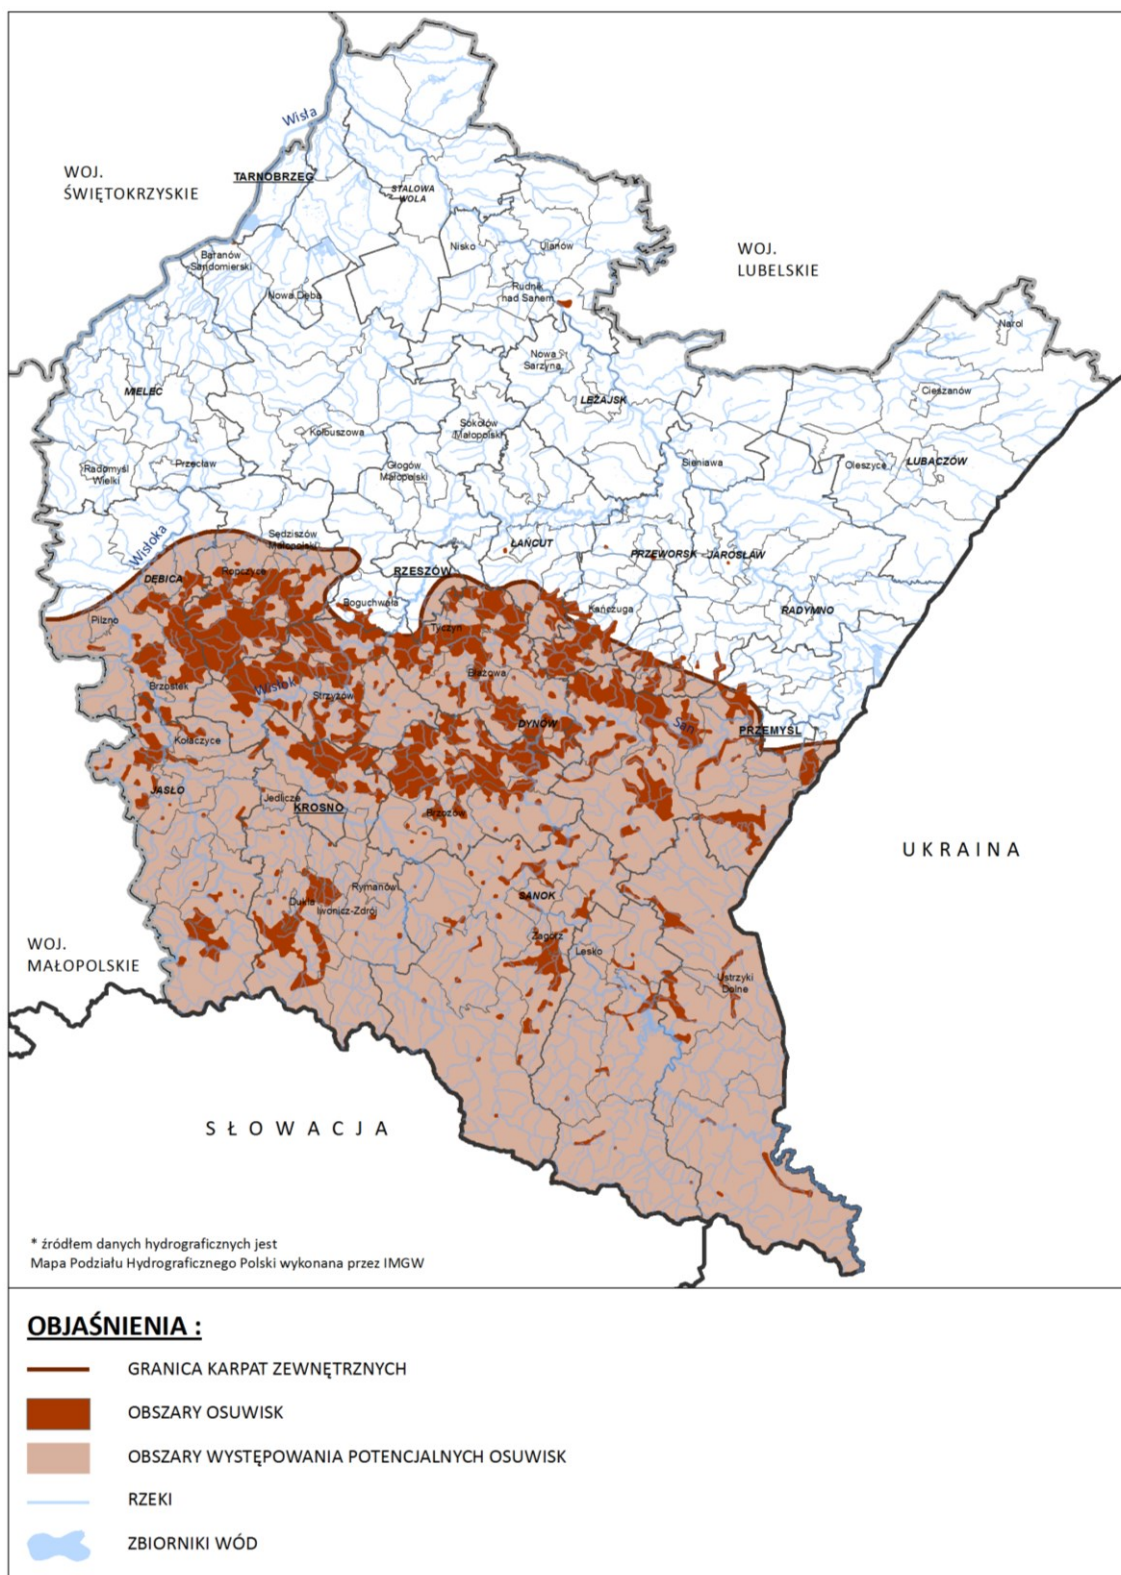 Wisła
WOJ.
ŚWIĘTOKRZYSKIE
TARNOBRZEG
STALOWA
WOLA
Nisko
Ulanów
WOJ.
LUBELSKIE
Baranów
Sandomierski
Nowa Dęba
Rudnik
nad Sanem
Narol
Nowa
Sarzyna
MIELEC
LEŻAJSK
Cieszanów
Kolbuszowa
Sokołów
Małopolski
Radomyśl
Wielki
Przecław
Głogów
Małopolski
Sieniawa
Oleszyce
LUBACZÓW
Wisłoka
Sędziszów
Małopolski
ŁAŃCUT
PRZEWORSK
JAROSŁAW
DĘBICA
Ropczyce
RZESZÓW
Boguchwała
Kańczuga
RADYMNO
Pilzno
Tyczyn
Brzostek
Wisłok
Strzyżów
Błażowa
DYNÓW
San
PRZEMYŚL
Kołaczyce
JASŁO
Jedlicze
KROSNO
Brzozów
UKRAINA
Rymanów
Dukla
Iwonicz-Zdrój
SANOK
Zagórz
Lesko
WOJ.
MAŁOPOLSKIE
Ustrzyki
Dolne
SŁOWACJA
* źródłem danych hydrograficznych jest
Mapa Podziału Hydrograficznego Polski wykonana przez IMGW
OBJAŚNIENIA :
GRANICA KARPAT ZEWNĘTRZNYCH
OBSZARY OSUWISK
OBSZARY WYSTĘPOWANIA POTENCJALNYCH OSUWISK
RZEKI
ZBIORNIKI WÓD